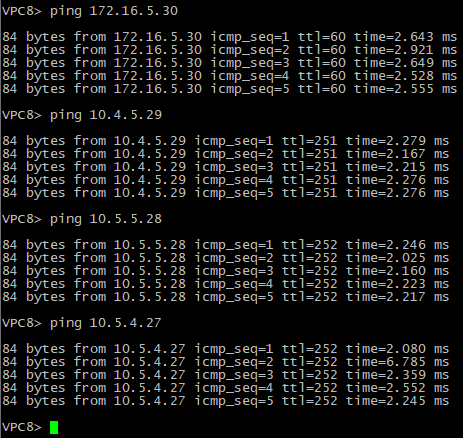 VPC8> ping 172.16.5.30
84 bytes from 172.16.5.30 icmp_seq=1 ttl=60 time=2.643 ms
84 bytes from 172.16.5.30 icmp_seq=2 ttl=60 time=2.921 ms
84 bytes from 172.16.5.30 icmp_seq=3 ttl=60 time=2.649 ms
84 bytes from 172.16.5.30 icmp_seq=4 ttl=60 time=2.528 ms
84 bytes from 172.16.5.30 icmp_seq=5 ttl=60 time=2.555 ms
VPC8> ping 10.4.5.29
84 bytes from 10.4.5.29 icmp_seq=1 ttl=251 time=2.279 ms
84 bytes from 10.4.5.29 icmp_seq=2 ttl=251 time=2.167 ms
84 bytes from 10.4.5.29 icmp_seq=3 ttl=251 time=2.215 ms
84 bytes from 10.4.5.29 icmp_seq=4 ttl=251 time=2.276 ms
84 bytes from 10.4.5.29 icmp_seq=5 ttl=251 time=2.276 ms
VPC8> ping 10.5.5.28
84 bytes from 10.5.5.28 icmp_seq=1 ttl=252 time=2.246 ms
84 bytes from 10.5.5.28 icmp_seq=2 ttl=252 time=2.025 ms
84 bytes from 10.5.5.28 icmp_seq=3 ttl=252 time=2.160 ms
84 bytes from 10.5.5.28 icmp_seq=4 ttl=252 time=2.223 ms
84 bytes from 10.5.5.28 icmp_seq=5 ttl=252 time=2.217 ms
VPC8> ping 10.5.4.27
84 bytes from 10.5.4.27 icmp_seq=1 ttl=252 time=2.080 ms
84 bytes from 10.5.4.27 icmp_seq=2 ttl=252 time=6.785 ms
84 bytes from 10.5.4.27 icmp_seq=3 ttl=252 time=2.359 ms
84 bytes from 10.5.4.27 icmp_seq=4 ttl=252 time=2.552 ms
84 bytes from 10.5.4.27 icmp_seq=5 ttl=252 time=2.245 ms
VPC8>